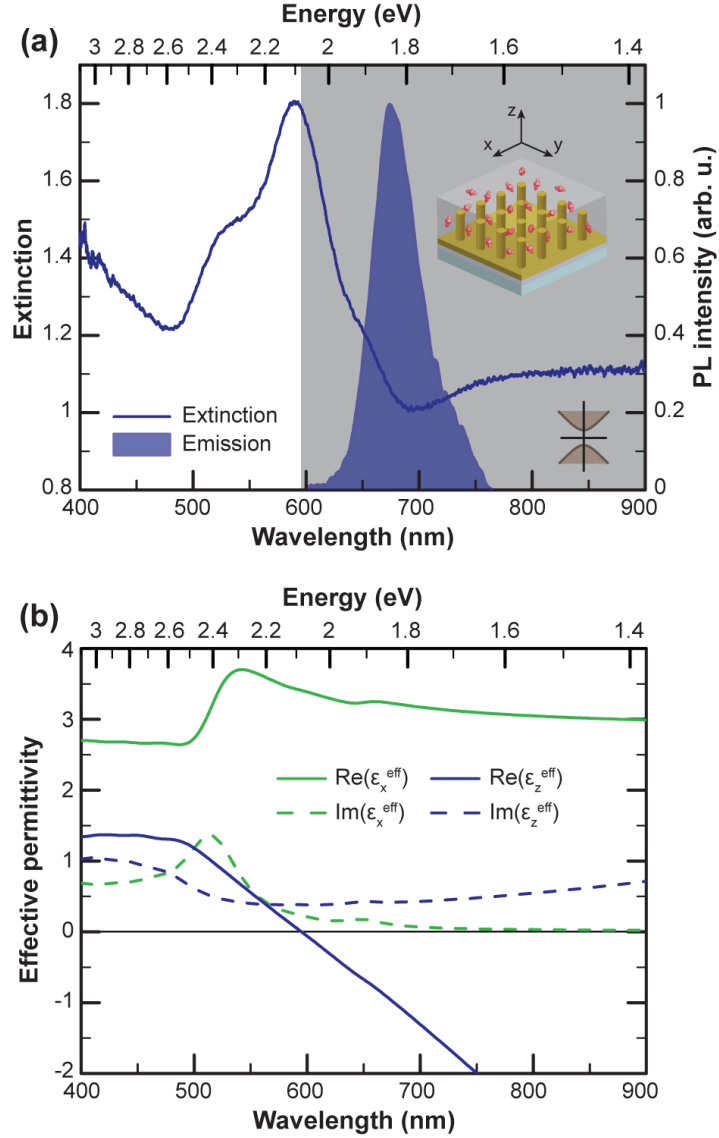 Energy (eV)
(a)
3 2.8 2.6 2.4 2.2 2 1.8 1.6 1.4
1.8
1.6
1.4
1.2
1
0.8
Extinction
1
0.8
0.6
0.4
0.2
0
PL intensity (arb. u.)
z
x y
Extinction
Emission
400 500 600 700 800 900
Wavelength (nm)
Energy (eV)
(b)
3 2.8 2.6 2.4 2.2 2 1.8 1.6 1.4
4
3
2
1
0
-1
-2
Effective permittivity
Re(εₓᵉᶠᶠ) Re(ε_zᵉᶠᶠ)
Im(εₓᵉᶠᶠ) Im(ε_zᵉᶠᶠ)
400 500 600 700 800 900
Wavelength (nm)